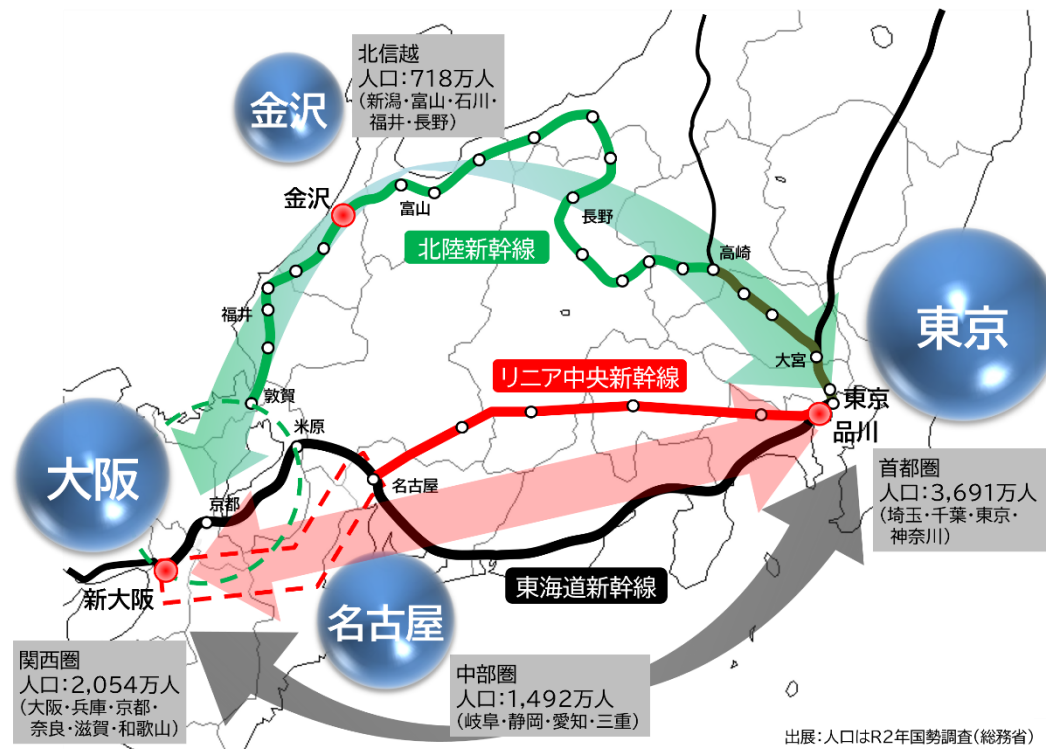 北信越
人口：718万人
（新潟・富山・石川・
福井・長野）
金沢
金沢
富山
北陸新幹線
長野
高崎
福井
東京
大宮
リニア中央新幹線
敦賀
東京
品川
米原
大阪
名古屋
京都
首都圏
人口：3,691万人
（埼玉・千葉・東京・
神奈川）
新大阪
東海道新幹線
名古屋
関西圏
人口：2,054万人
（大阪・兵庫・京都・
奈良・滋賀・和歌山）
中部圏
人口：1,492万人
（岐阜・静岡・愛知・三重）
出展：人口はR2年国勢調査（総務省）